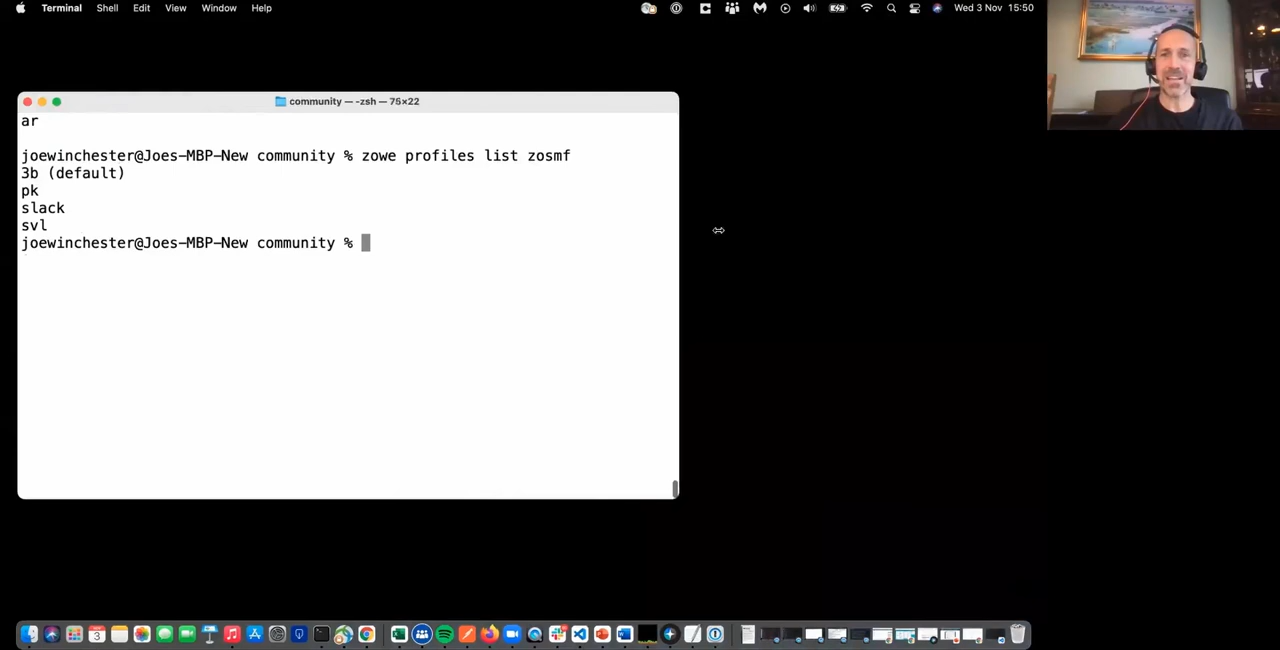 Terminal Shell Edit View Window Help Wed 3 Nov 15:50
community — -zsh — 75×22
ar
joewinchester@Joes-MBP-New community % zowe profiles list zosmf
3b (default)
pk
slack
svl
joewinchester@Joes-MBP-New community %
3